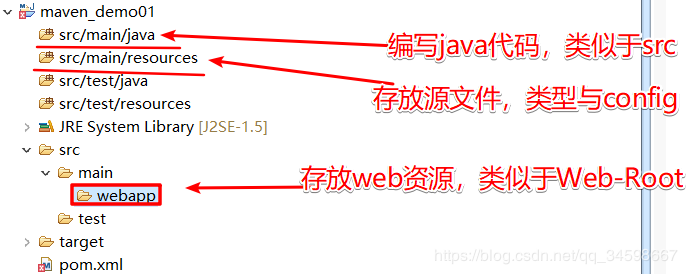 maven_demo01
src/main/java
编写java代码，类似于src
src/main/resources
src/test/java
存放源文件，类型与config
src/test/resources
JRE System Library [J2SE-1.5]
src
main
存放web资源，类似于Web-Root
webapp
test
target
https://blog.csdn.net/qq_34598667
pom.xml